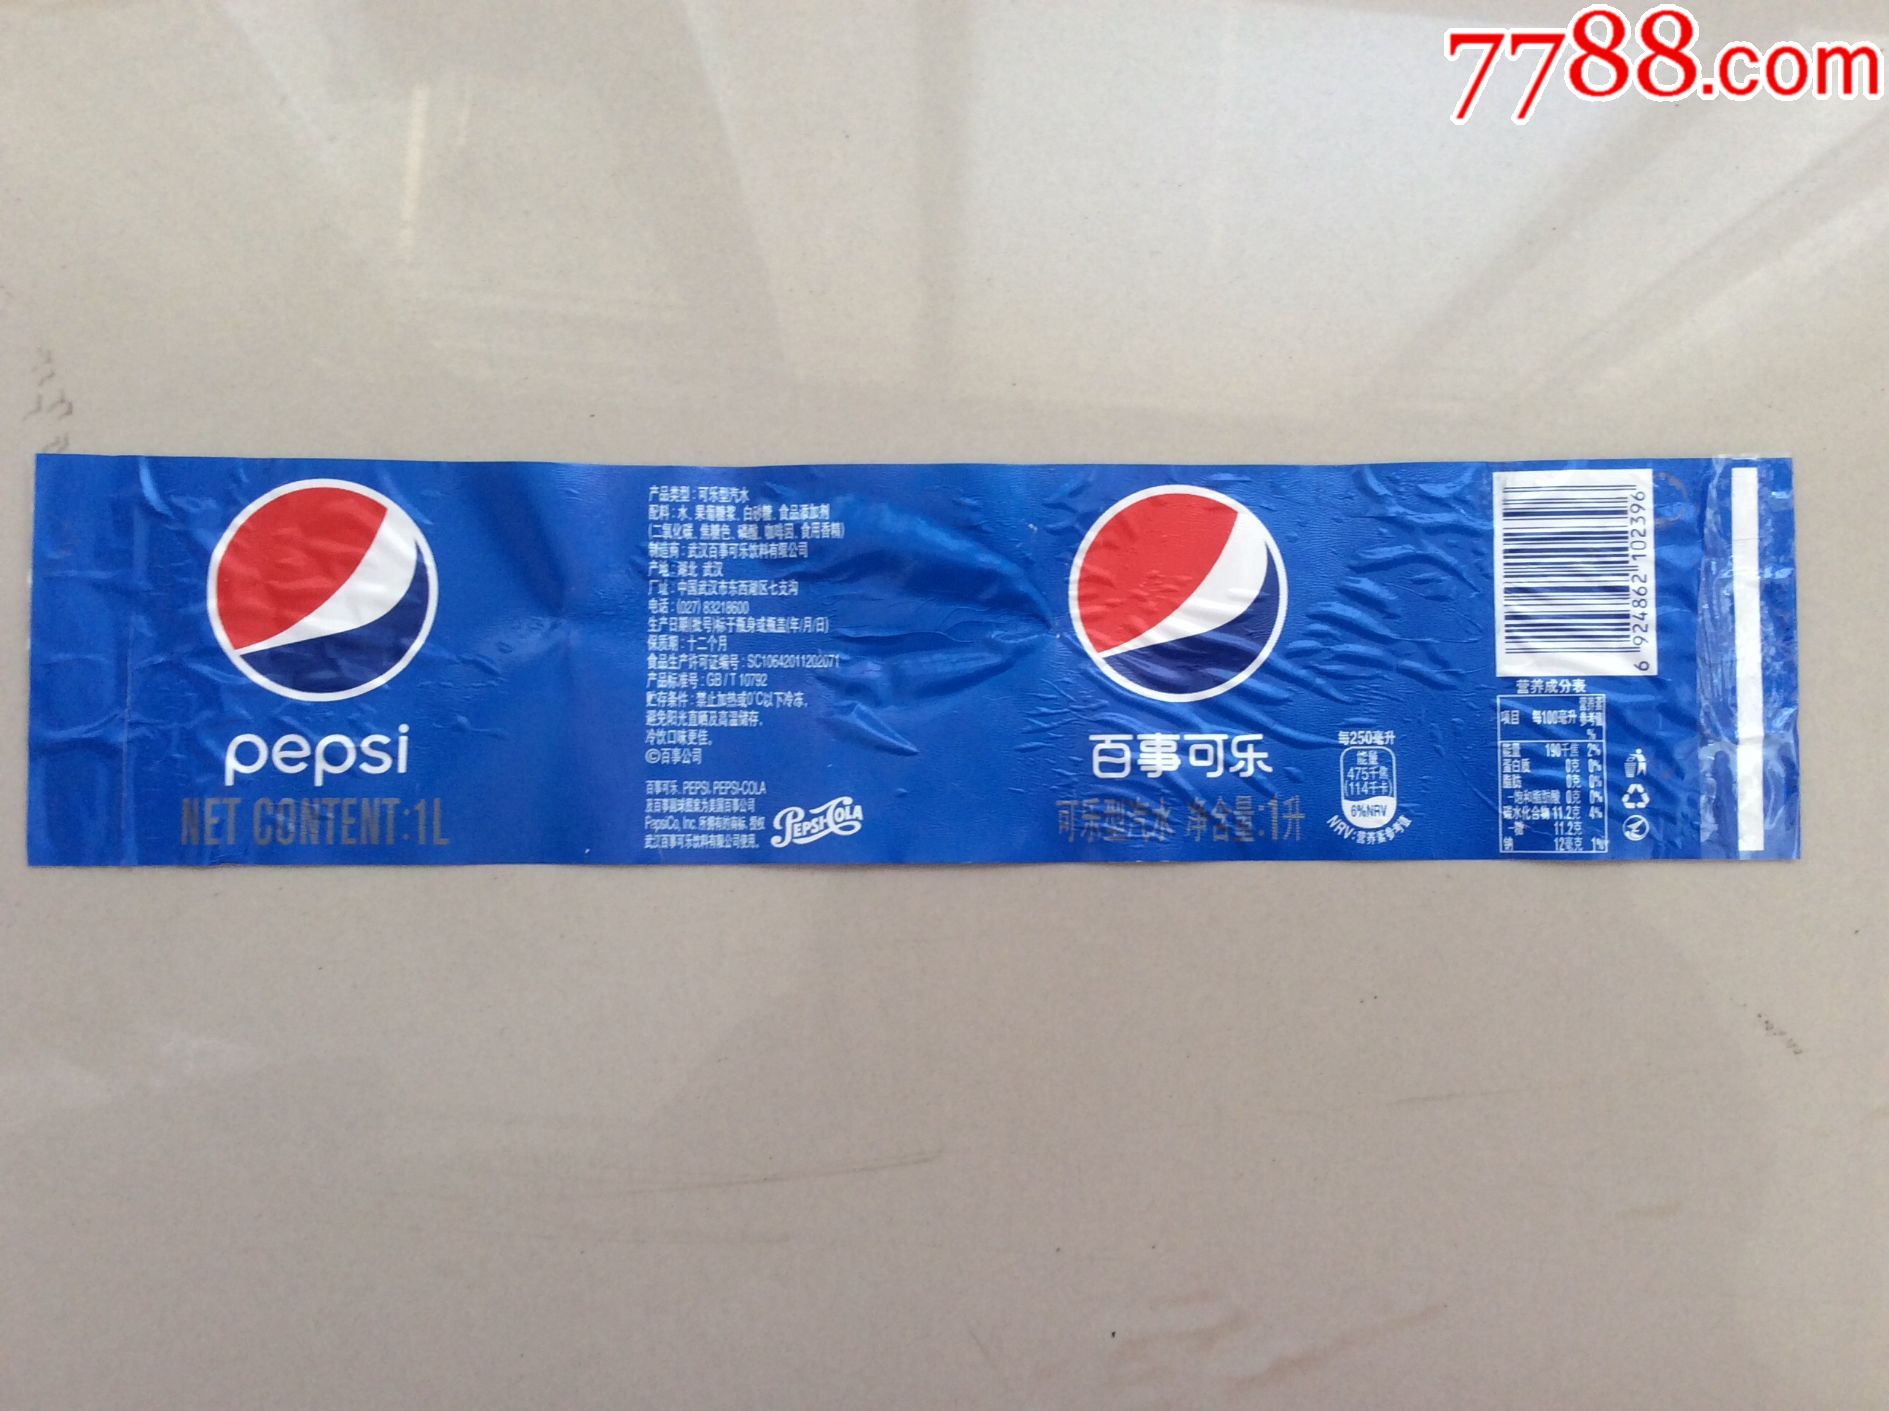 7788.com
pepsi
NET CONTENT:1L
产品类型:可乐型汽水
配料:水、果葡糖浆、白砂糖、食品添加剂
(二氧化碳、焦糖色、磷酸、咖啡因、食用香精)
制造商:武汉百事可乐饮料有限公司
产地:湖北 武汉
厂址:中国武汉市东西湖区七支沟
电话:(027) 83218600
生产日期(批号)标于瓶身或瓶盖(年/月/日)
保质期:十二个月
食品生产许可证编号:SC10642011202071
产品标准号:GB/T 10792
贮存条件:禁止加热或0℃以下冷冻,
避免阳光直晒及高温储存,
冷饮口味更佳。
©百事公司
百事可乐, PEPSI, PEPSI-COLA
及百事圆球图案为美国百事公司
PepsiCo, Inc. 所拥有的商标, 授权
武汉百事可乐饮料有限公司使用。
PEPSI-COLA
百事可乐
可乐型汽水 净含量:1升
每250毫升
能量
475千焦
(114千卡)
6%NRV
NRV:营养素参考值
6 924862 102396
营养成分表
项目 每100毫升 营养素参考值%
能量 190千焦 2%
蛋白质 0克 0%
脂肪 0克 0%
-饱和脂肪酸 0克 0%
碳水化合物 11.2克 4%
-糖 11.2克
钠 12毫克 1%